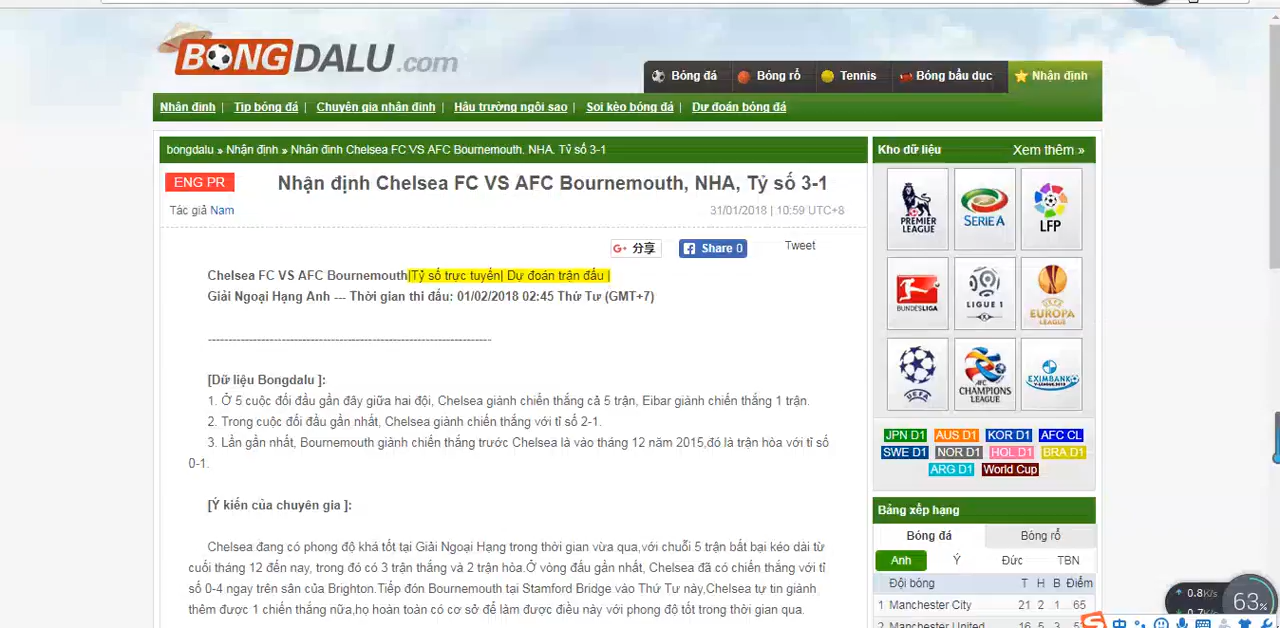 BONGDALU.com
Bóng đá Bóng rổ Tennis Bóng bầu dục Nhận định
Nhận định | Tip bóng đá | Chuyên gia nhận định | Hậu trường ngôi sao | Soi kèo bóng đá | Dự đoán bóng đá
bongdalu » Nhận định » Nhận định Chelsea FC VS AFC Bournemouth, NHA, Tỷ số 3-1
ENG PR
Nhận định Chelsea FC VS AFC Bournemouth, NHA, Tỷ số 3-1
Tác giả Nam
31/01/2018 | 10:59 UTC+8
G+ 分享
Share 0
Tweet
Chelsea FC VS AFC Bournemouth|Tỷ số trực tuyến| Dự đoán trận đấu |
Giải Ngoại Hạng Anh --- Thời gian thi đấu: 01/02/2018 02:45 Thứ Tư (GMT+7)
--------------------------------------------------------------------
[Dữ liệu Bongdalu ]:
1. Ở 5 cuộc đối đầu gần đây giữa hai đội, Chelsea giành chiến thắng cả 5 trận, Eibar giành chiến thắng 1 trận.
2. Trong cuộc đối đầu gần nhất, Chelsea giành chiến thắng với tỉ số 2-1.
3. Lần gần nhất, Bournemouth giành chiến thắng trước Chelsea là vào tháng 12 năm 2015,đó là trận hòa với tỉ số
0-1.
[Ý kiến của chuyên gia ]:
Chelsea đang có phong độ khá tốt tại Giải Ngoại Hạng trong thời gian vừa qua,với chuỗi 5 trận bất bại kéo dài từ
cuối tháng 12 đến nay, trong đó có 3 trận thắng và 2 trận hòa.Ở vòng đấu gần nhất, Chelsea đã có chiến thắng với tỉ
số 0-4 ngay trên sân của Brighton.Tiếp đón Bournemouth tại Stamford Bridge vào Thứ Tư này,Chelsea tự tin giành
thêm được 1 chiến thắng nữa,họ hoàn toàn có cơ sở để làm được điều này với phong độ tốt trong thời gian qua.
Kho dữ liệu Xem thêm »
PREMIER LEAGUE
SERIE A
LFP
BUNDESLIGA
LIGUE 1
UEFA EUROPA LEAGUE
UEFA
AFC CHAMPIONS LEAGUE
EXIMBANK
JPN D1 AUS D1 KOR D1 AFC CL
SWE D1 NOR D1 HOL D1 BRA D1
ARG D1 World Cup
Bảng xếp hạng
Bóng đá Bóng rổ
Anh Ý Đức TBN
Đội bóng T H B Điểm
1 Manchester City 21 2 1 65
2 Manchester United 16 5 3
0.8K/s
0.7K/s
63%
中